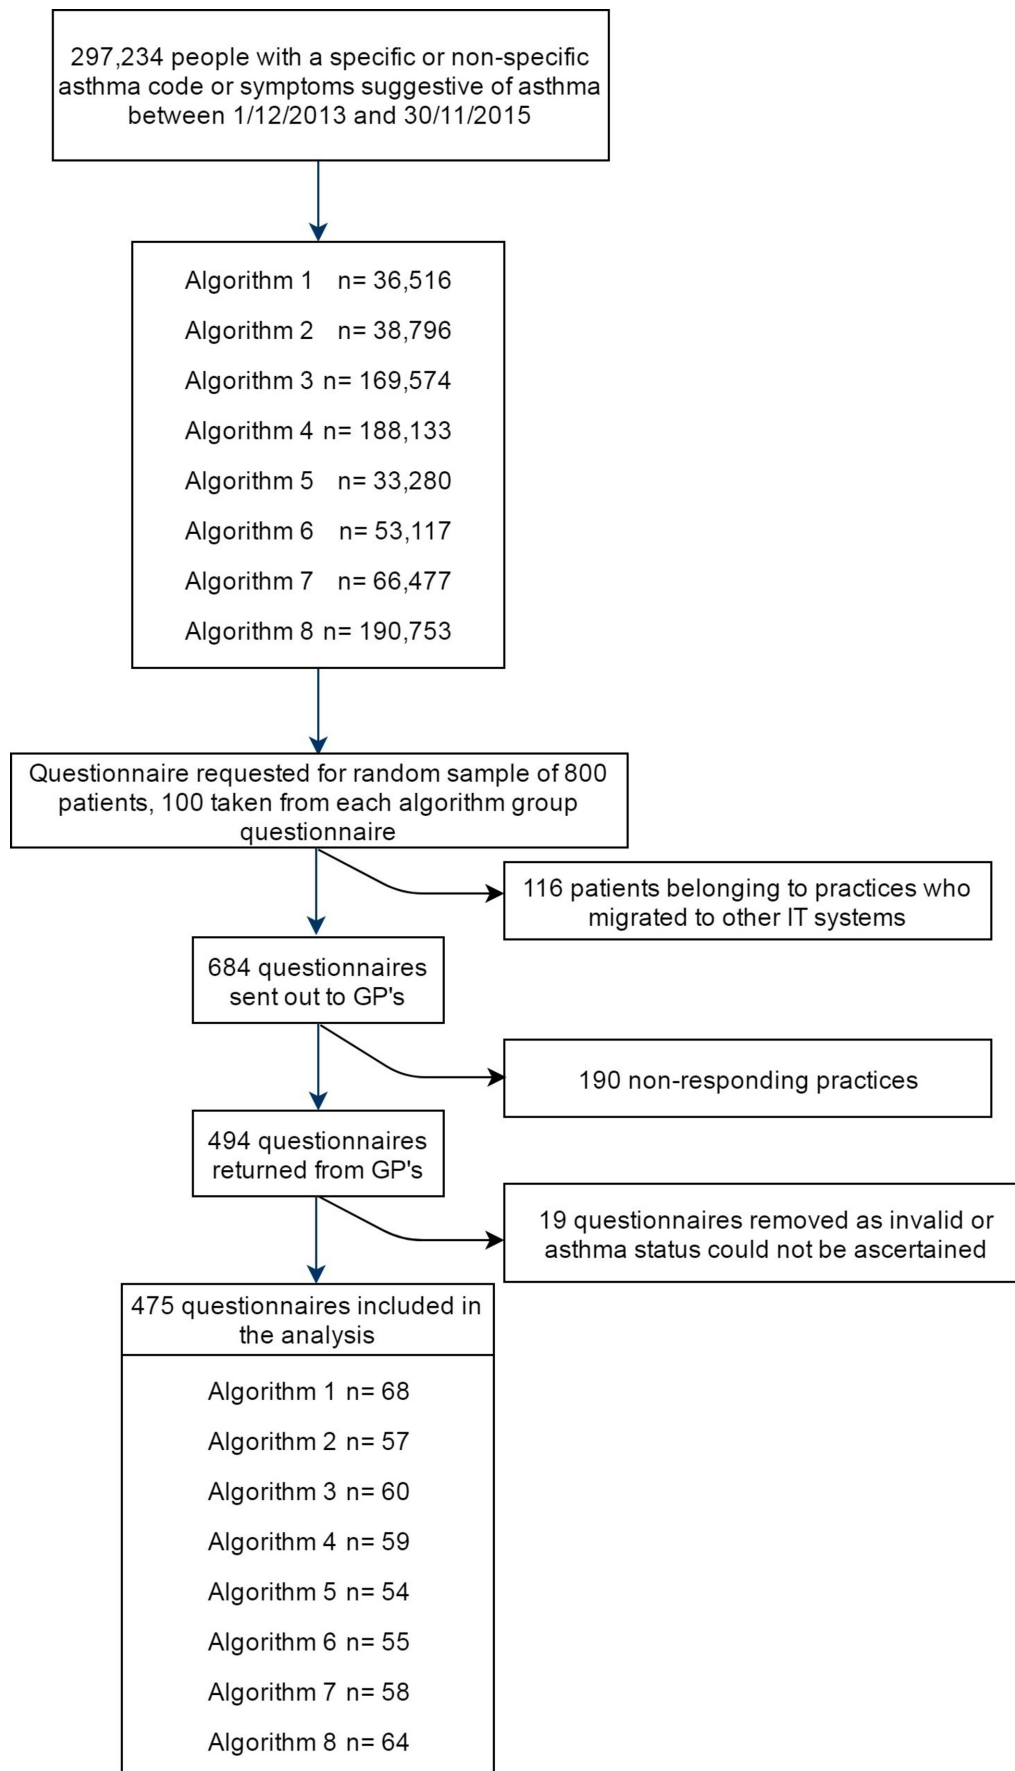 297,234 people with a specific or non-specific
asthma code or symptoms suggestive of asthma
between 1/12/2013 and 30/11/2015
Algorithm 1 n= 36,516
Algorithm 2 n= 38,796
Algorithm 3 n= 169,574
Algorithm 4 n= 188,133
Algorithm 5 n= 33,280
Algorithm 6 n= 53,117
Algorithm 7 n= 66,477
Algorithm 8 n= 190,753
Questionnaire requested for random sample of 800
patients, 100 taken from each algorithm group
questionnaire
116 patients belonging to practices who
migrated to other IT systems
684 questionnaires
sent out to GP's
190 non-responding practices
494 questionnaires
returned from GP's
19 questionnaires removed as invalid or
asthma status could not be ascertained
475 questionnaires included in
the analysis
Algorithm 1 n= 68
Algorithm 2 n= 57
Algorithm 3 n= 60
Algorithm 4 n= 59
Algorithm 5 n= 54
Algorithm 6 n= 55
Algorithm 7 n= 58
Algorithm 8 n= 64